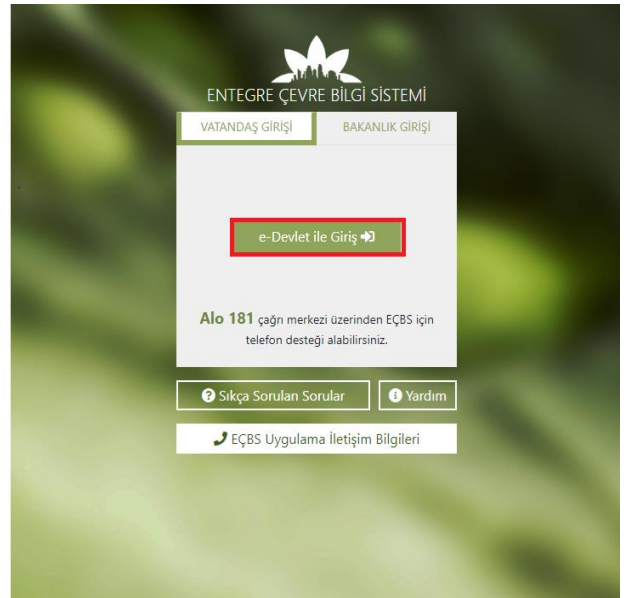 ENTEGRE ÇEVRE BİLGİ SİSTEMİ
VATANDAŞ GİRİŞİ BAKANLIK GİRİŞİ
e-Devlet ile Giriş
Alo 181 çağrı merkezi üzerinden EÇBS için
telefon desteği alabilirsiniz.
Sıkça Sorulan Sorular Yardım
EÇBS Uygulama İletişim Bilgileri